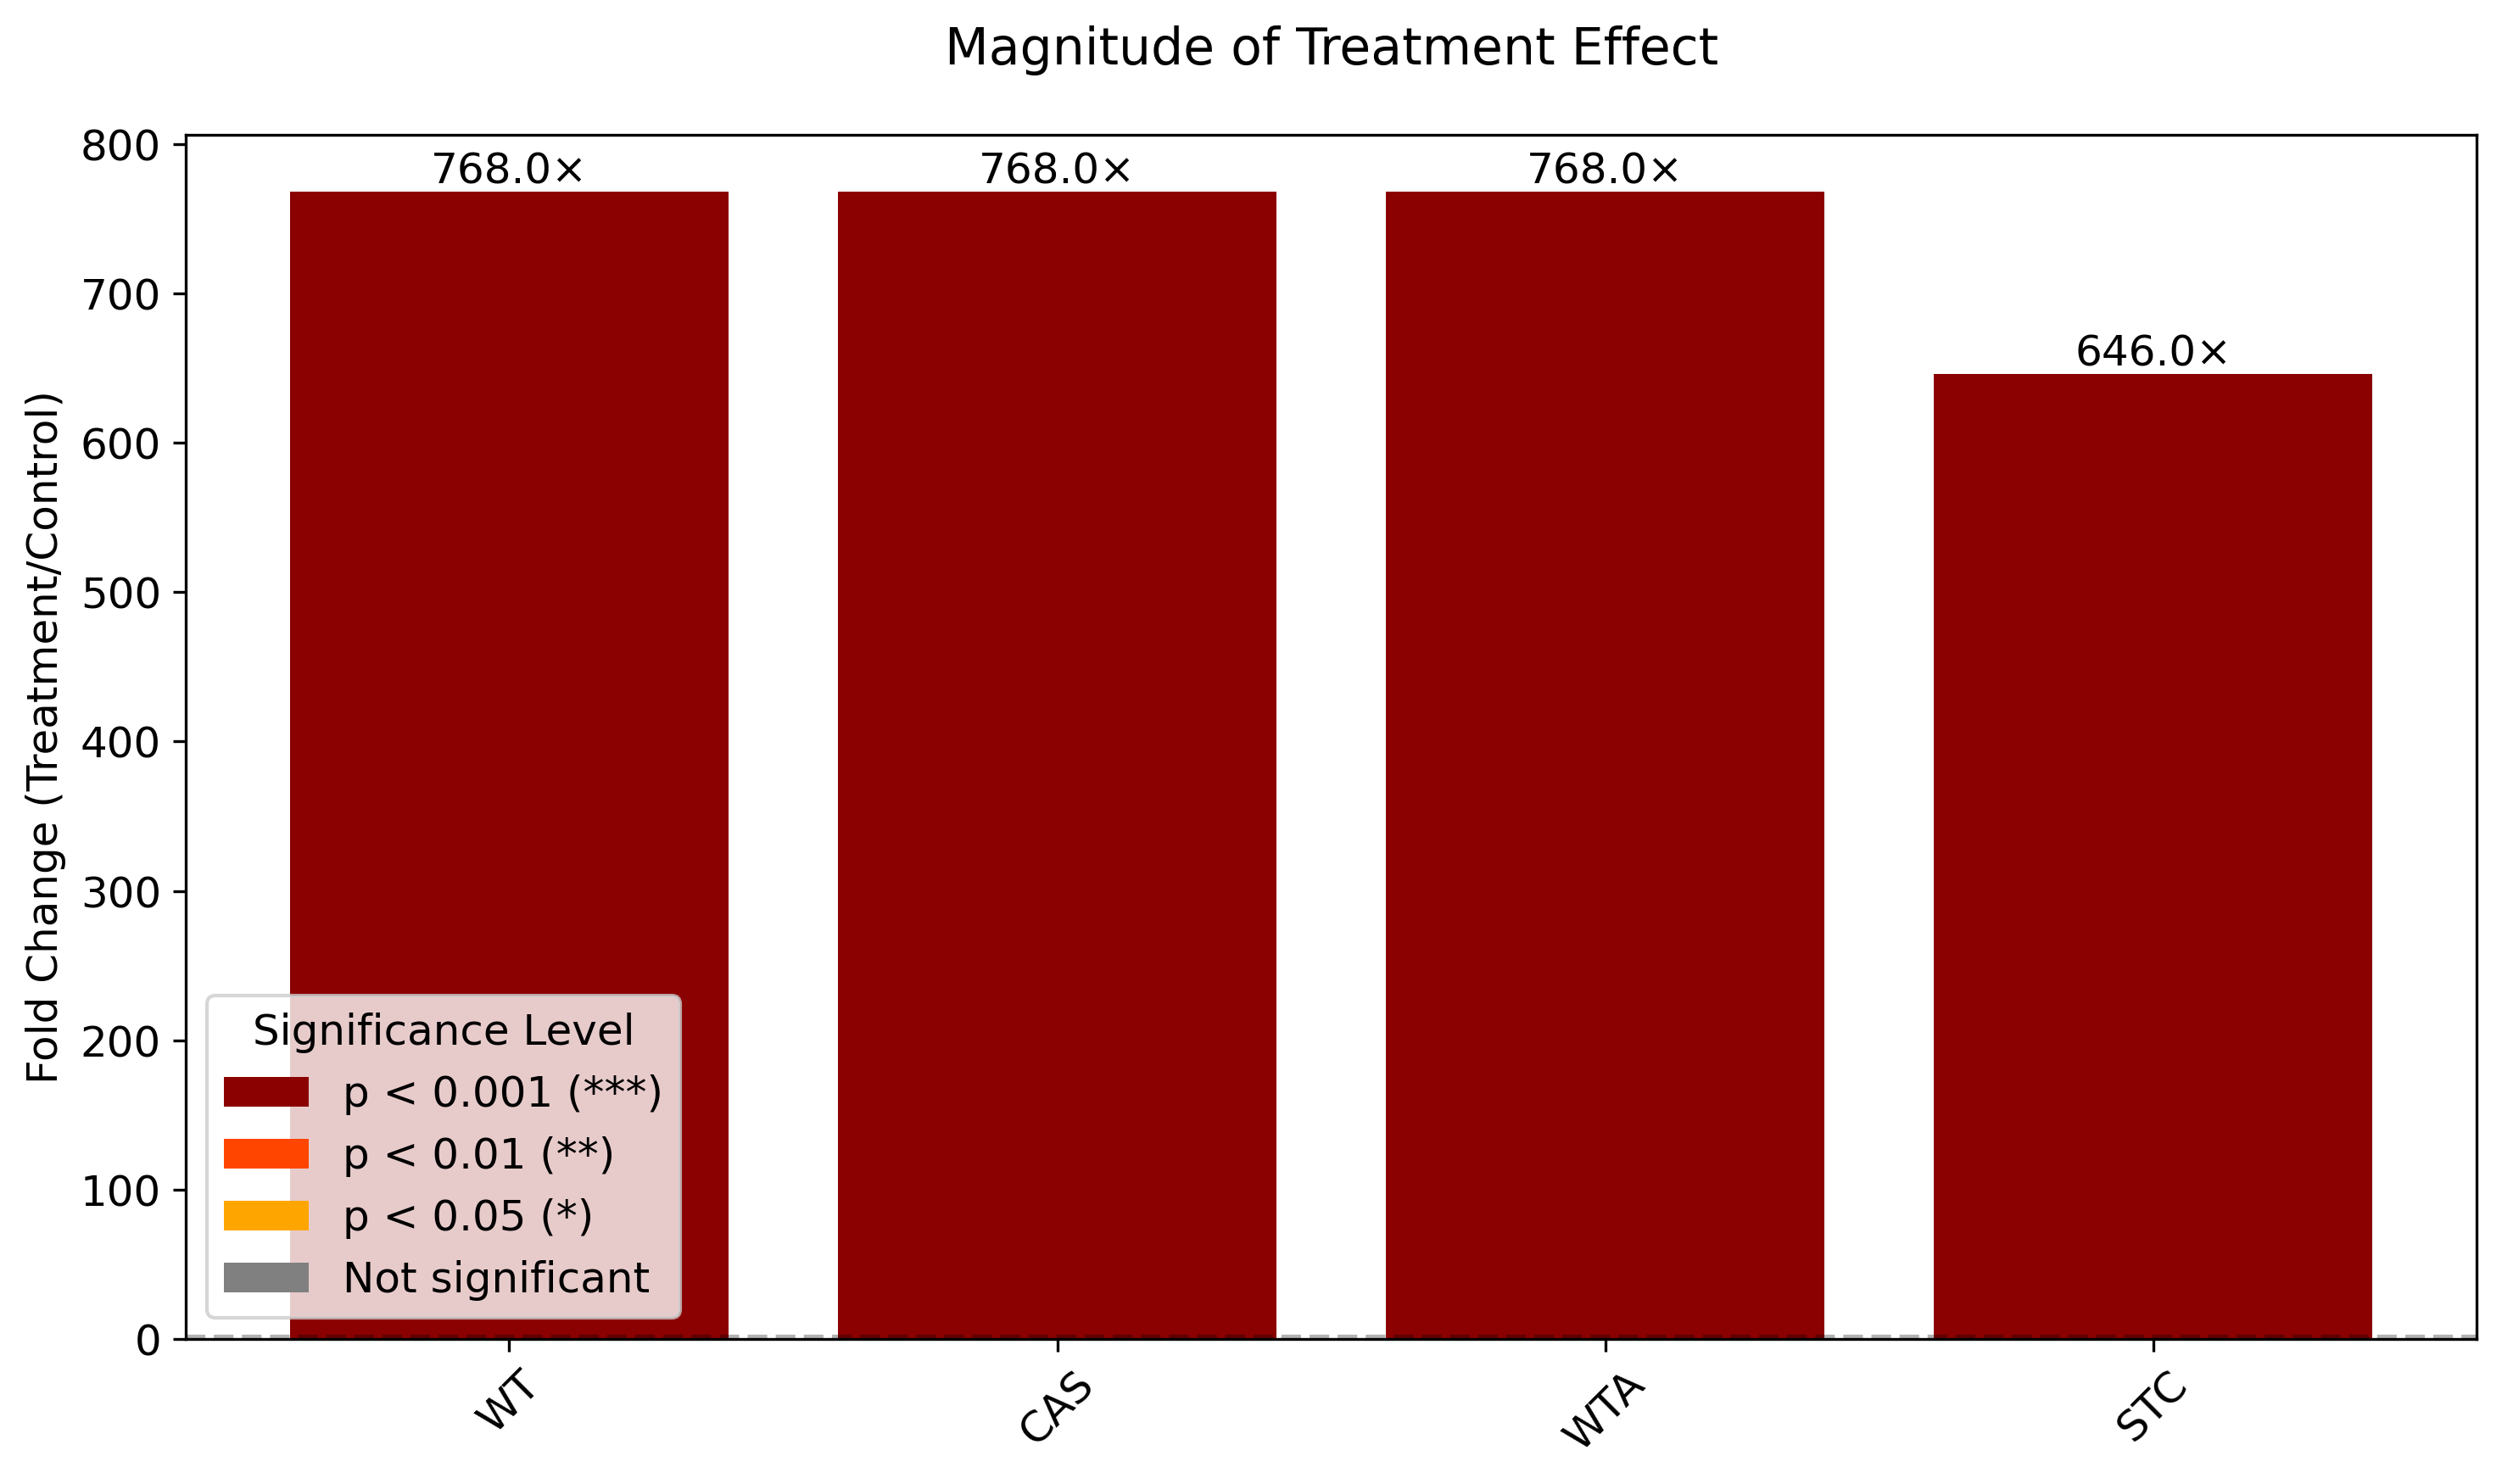 Magnitude of Treatment Effect
Fold Change (Treatment/Control)
800
700
600
500
400
300
200
100
0
768.0×
768.0×
768.0×
646.0×
Significance Level
p < 0.001 (***)
p < 0.01 (**)
p < 0.05 (*)
Not significant
WT
CAS
WTA
STC